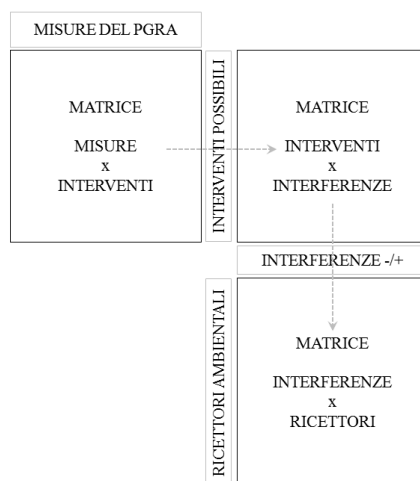 MISURE DEL PGRA
MATRICE
MISURE
x
INTERVENTI
INTERVENTI POSSIBILI
MATRICE
INTERVENTI
x
INTERFERENZE
INTERFERENZE -/+
RICETTORI AMBIENTALI
MATRICE
INTERFERENZE
x
RICETTORI